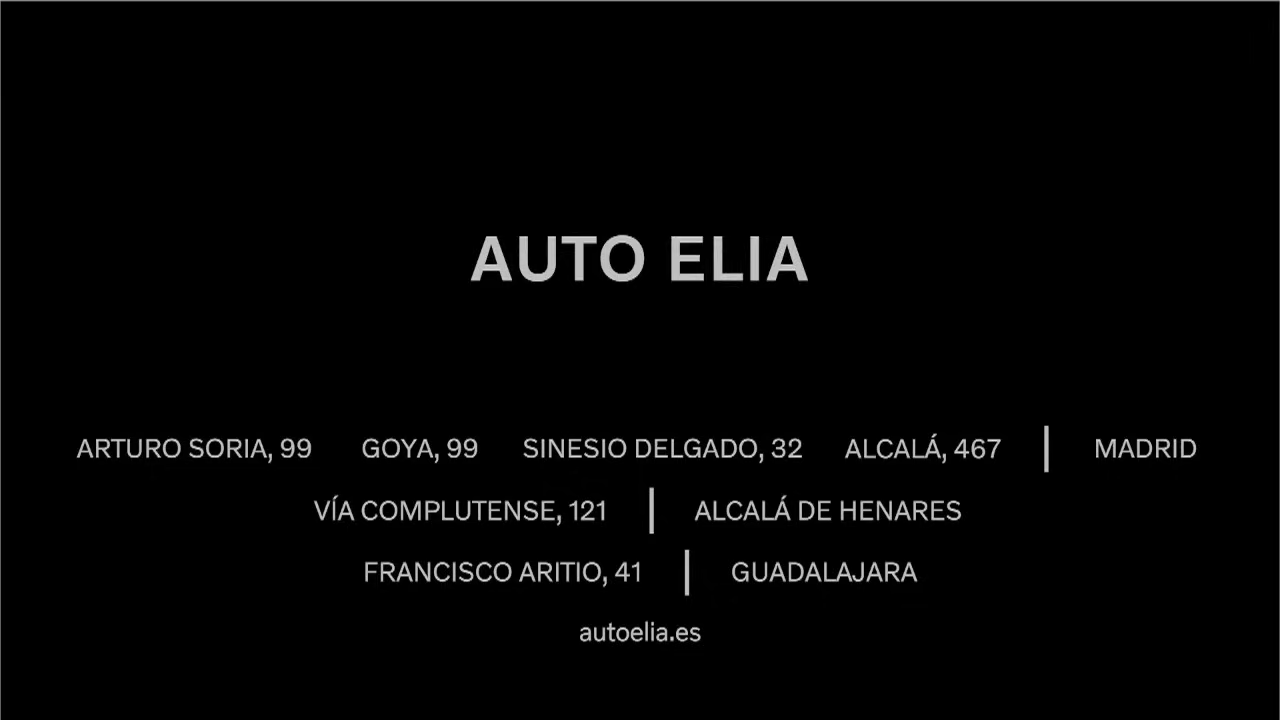 AUTO ELIA
ARTURO SORIA, 99 GOYA, 99 SINESIO DELGADO, 32 ALCALÁ, 467 | MADRID
VÍA COMPLUTENSE, 121 | ALCALÁ DE HENARES
FRANCISCO ARITIO, 41 | GUADALAJARA
autoelia.es